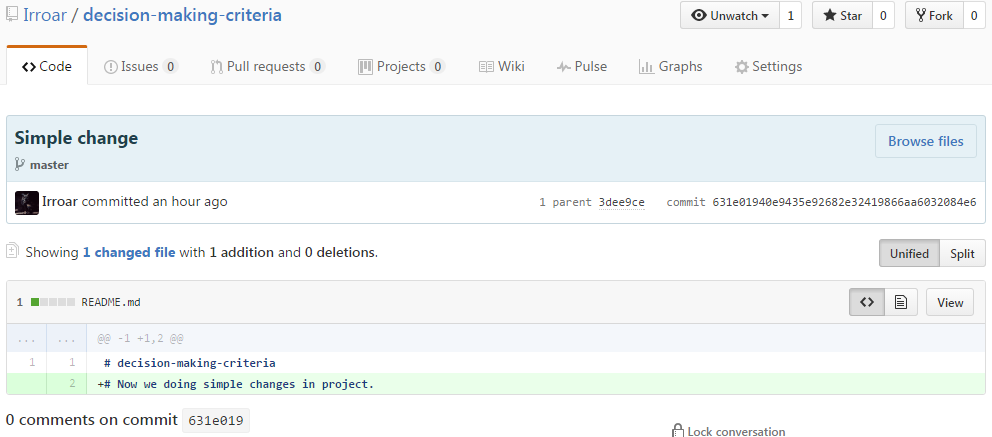 Irroar / decision-making-criteria
Unwatch 1 Star 0 Fork 0
Code Issues 0 Pull requests 0 Projects 0 Wiki Pulse Graphs Settings
Simple change
Browse files
master
Irroar committed an hour ago 1 parent 3dee9ce commit 631e01940e9435e92682e32419866aa6032084e6
Showing 1 changed file with 1 addition and 0 deletions. Unified Split
1 README.md <> View
... ... @@ -1 +1,2 @@
1 1 # decision-making-criteria
2 +# Now we doing simple changes in project.
0 comments on commit 631e019
Lock conversation